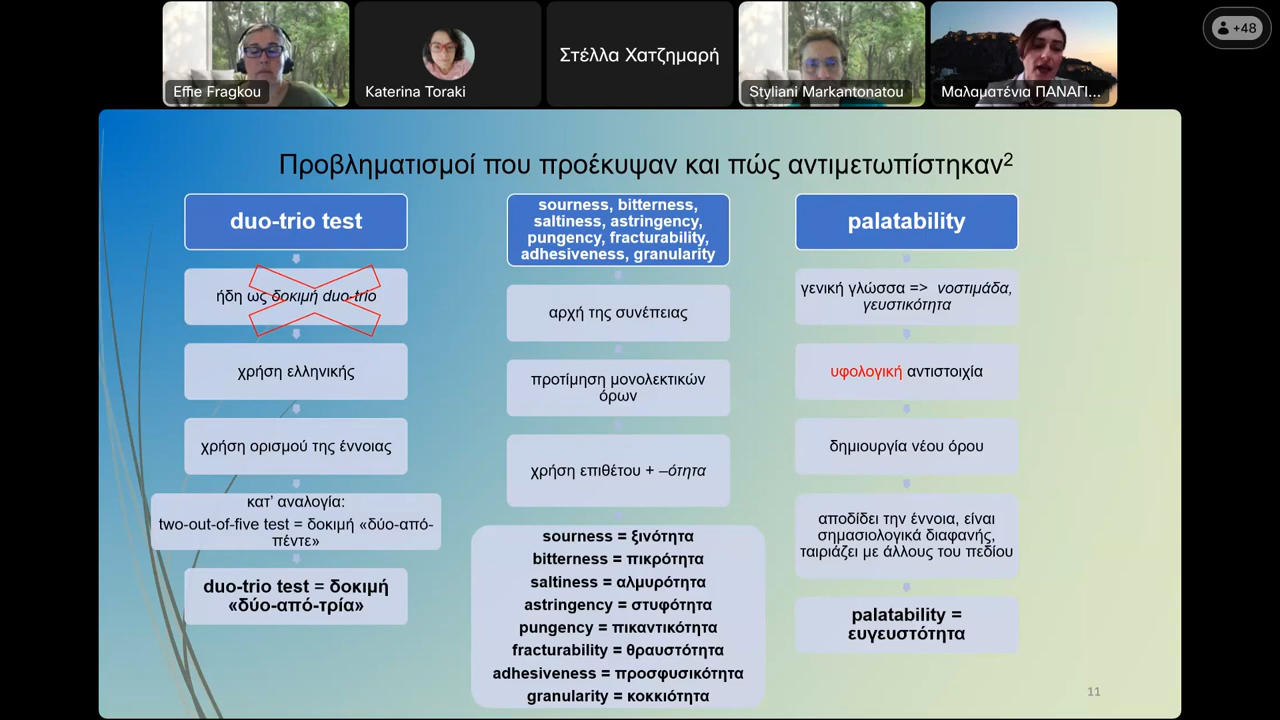 +48
Effie Fragkou
Katerina Toraki
Στέλλα Χατζημαρή
Styliani Markantonatou
Μαλαματένια ΠΑΝΑΓΙ...
Προβληματισμοί που προέκυψαν και πώς αντιμετωπίστηκαν²
duo-trio test
ήδη ως δοκιμή duo-trio
χρήση ελληνικής
χρήση ορισμού της έννοιας
κατ’ αναλογία:
two-out-of-five test = δοκιμή «δύο-από-
πέντε»
duo-trio test = δοκιμή
«δύο-από-τρία»
sourness, bitterness,
saltiness, astringency,
pungency, fracturability,
adhesiveness, granularity
αρχή της συνέπειας
προτίμηση μονολεκτικών
όρων
χρήση επιθέτου + –ότητα
sourness = ξινότητα
bitterness = πικρότητα
saltiness = αλμυρότητα
astringency = στυφότητα
pungency = πικαντικότητα
fracturability = θραυστότητα
adhesiveness = προσφυσικότητα
granularity = κοκκιότητα
palatability
γενική γλώσσα => νοστιμάδα,
γευστικότητα
υφολογική αντιστοιχία
δημιουργία νέου όρου
αποδίδει την έννοια, είναι
σημασιολογικά διαφανής,
ταιριάζει με άλλους του πεδίου
palatability =
ευγευστότητα
11